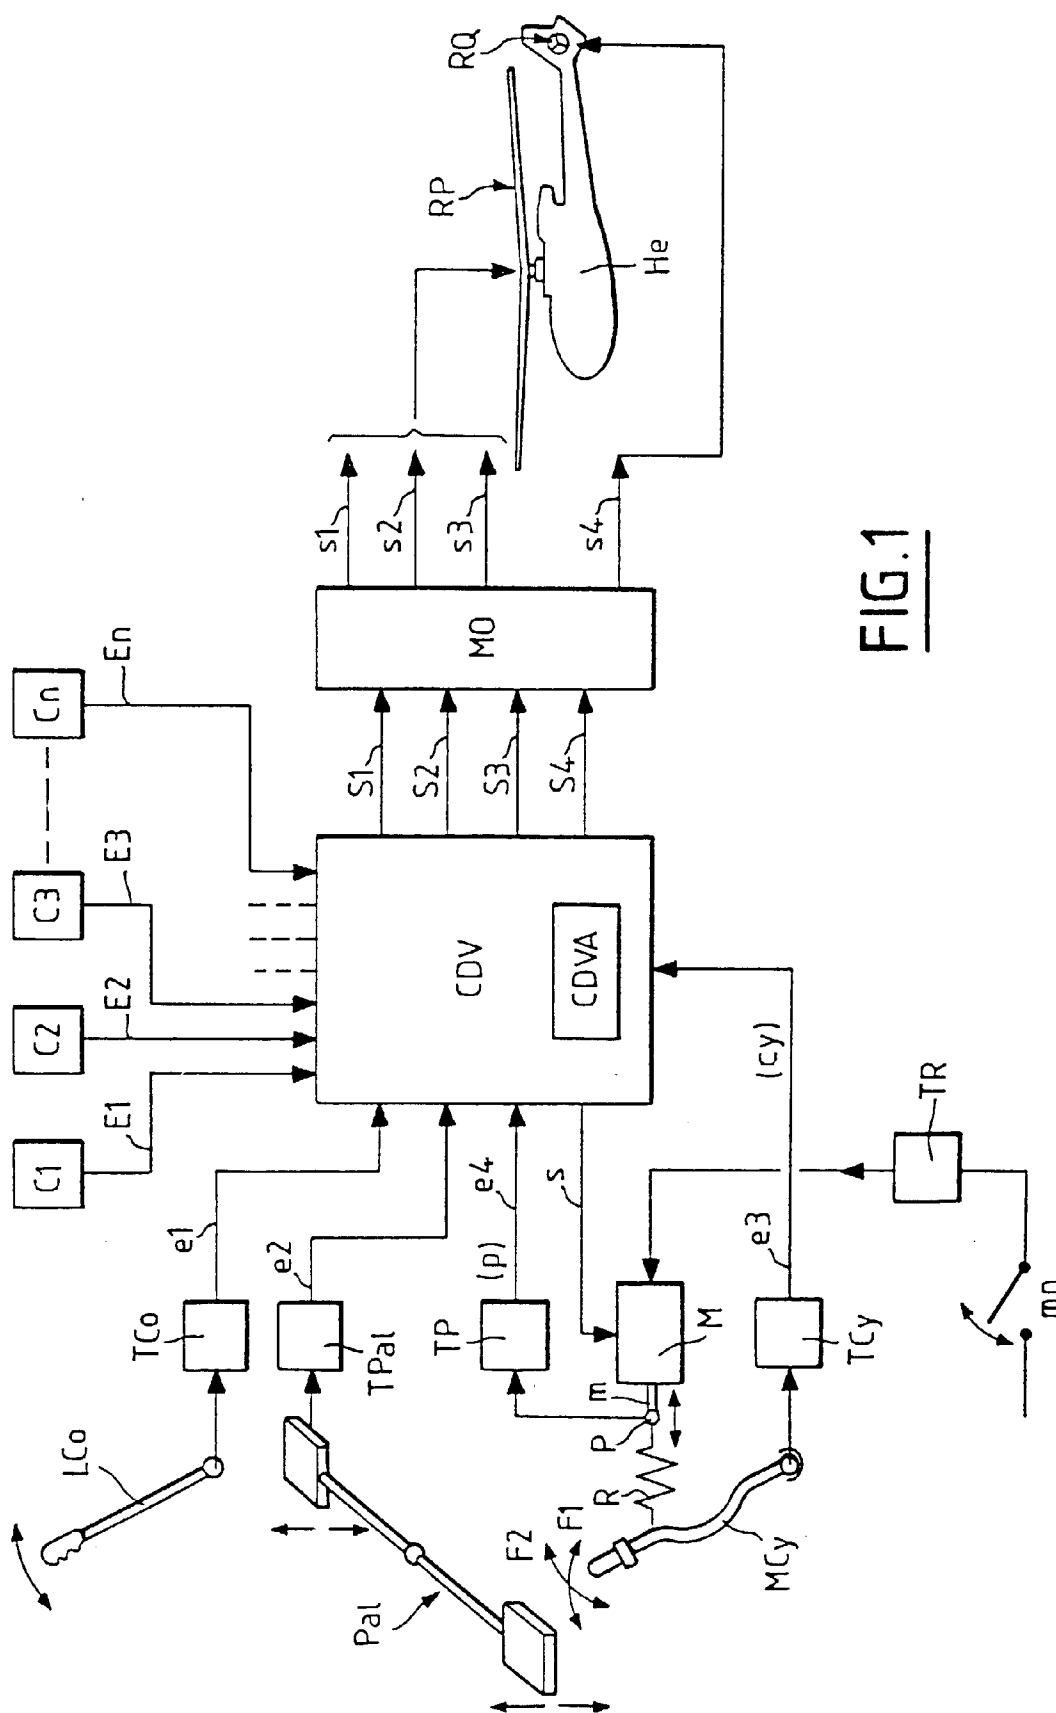 LCo
TCo
e1
Pal
TPal
e2
F2
F1
R
P
m
TP
(p)
e4
M
s
MCy
TCy
e3
(Cy)
TR
C1
E1
C2
E2
C3
E3
Cn
En
CDV
CDVA
S1
S2
S3
S4
MO
s1
s2
s3
s4
RP
RQ
He
FIG.1